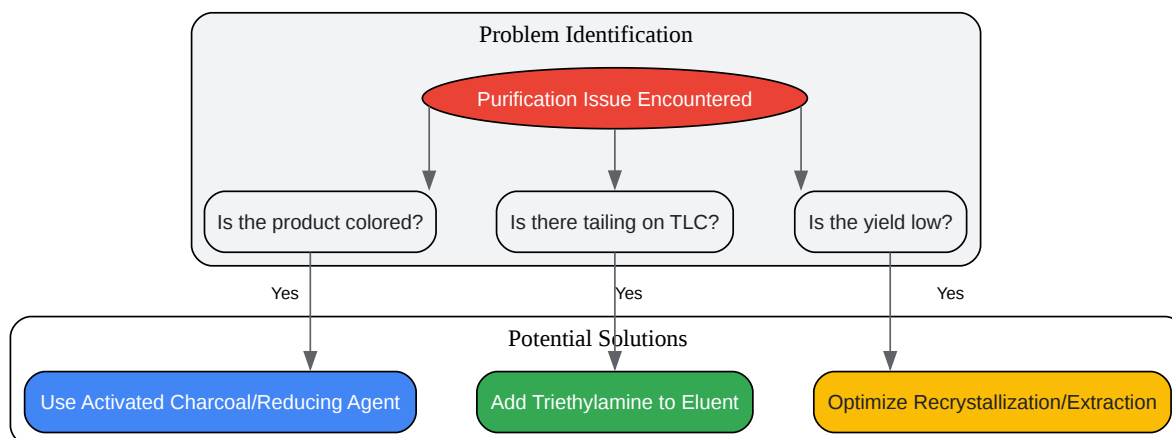 Problem Identification
Purification Issue Encountered
Is the product colored?
Is there tailing on TLC?
Is the yield low?
Yes
Yes
Yes
Potential Solutions
Use Activated Charcoal/Reducing Agent
Add Triethylamine to Eluent
Optimize Recrystallization/Extraction